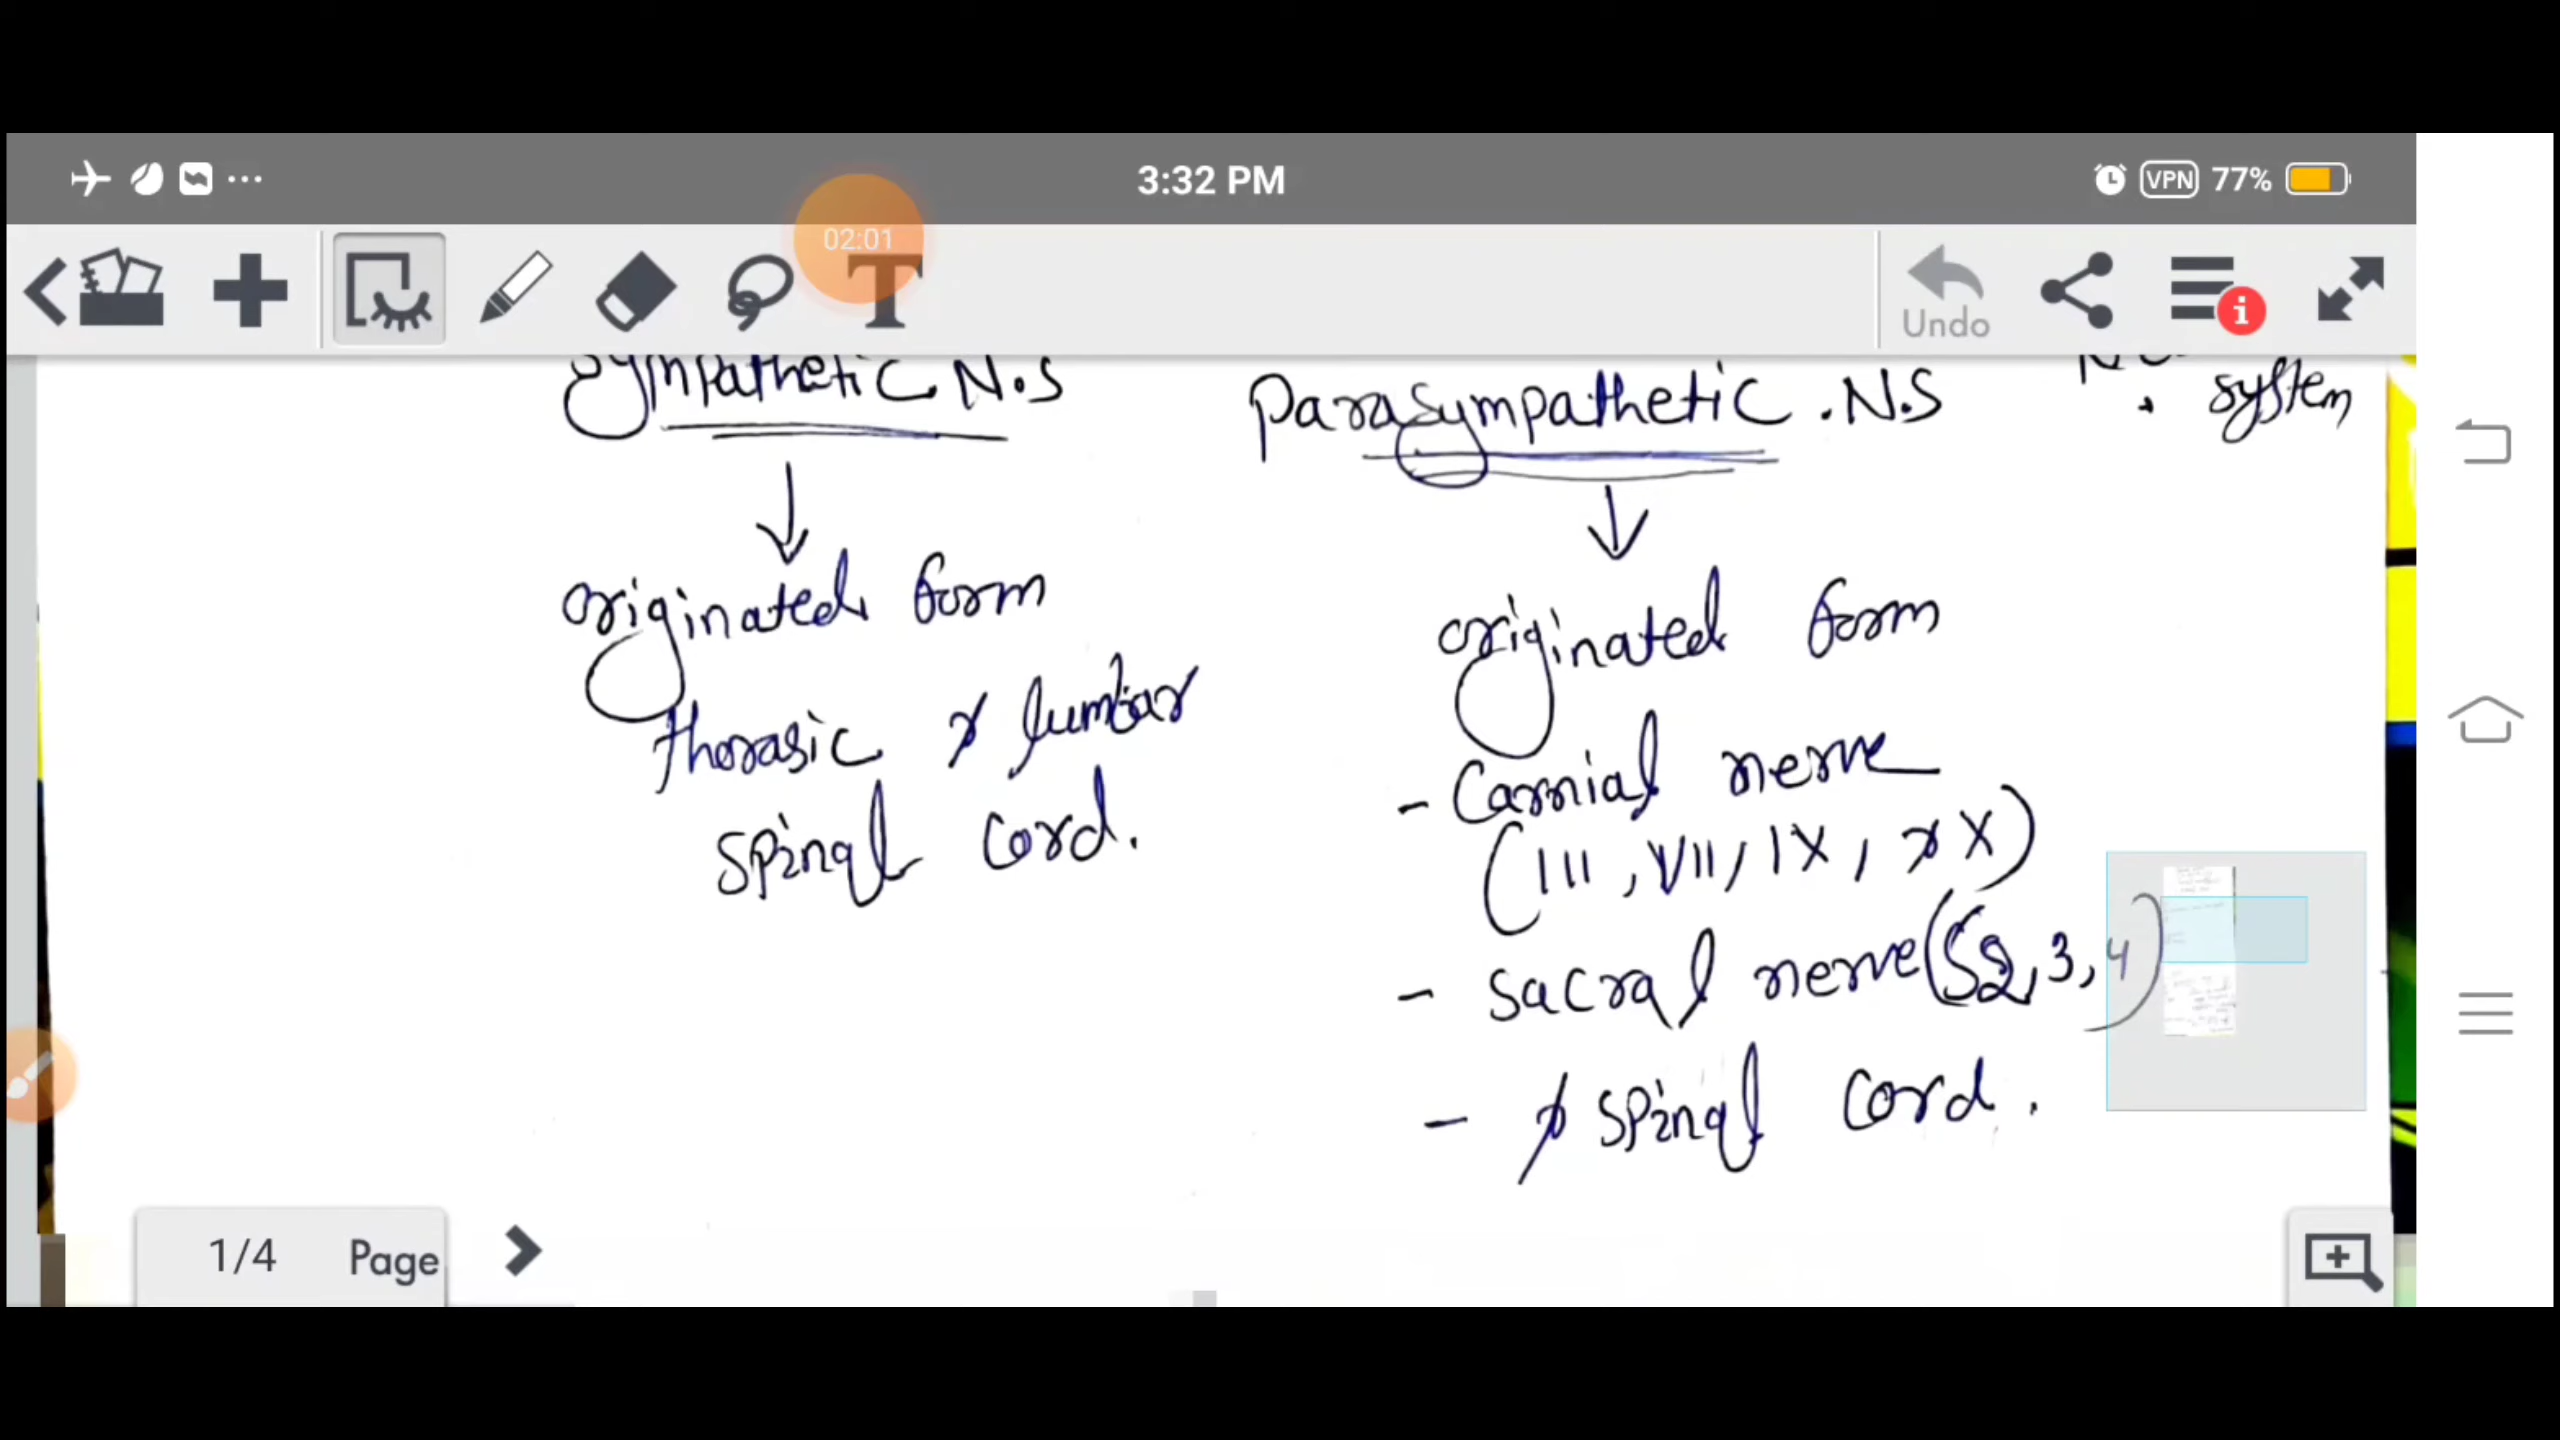 3:32 PM
VPN 77%
02:01
T
Undo
Sympathetic N.S
Parasympathetic . N.S
system
originated form
thorasic & lumbar
spinal cord.
originated form
- Carnial nerve
(III, VII, IX, & X)
- Sacral nerve (S2, 3, 4)
- & spinal cord.
1/4 Page